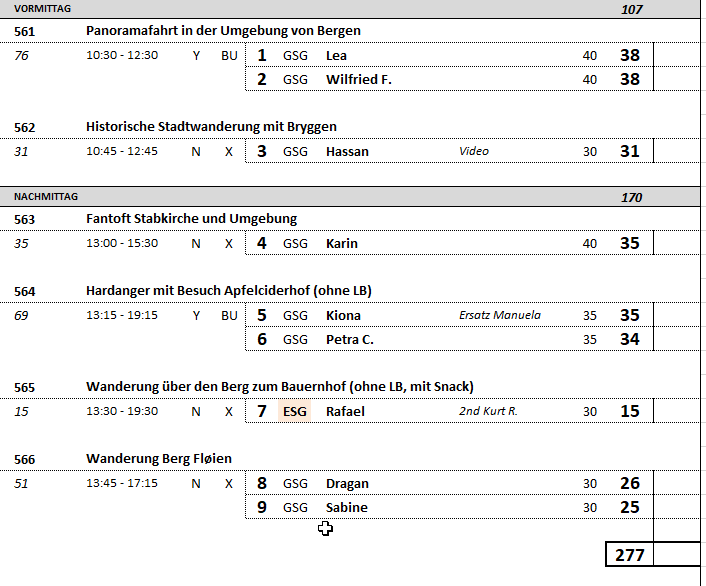 VORMITTAG 107
561 Panoramafahrt in der Umgebung von Bergen
76 10:30 - 12:30 Y BU 1 GSG Lea 40 38
2 GSG Wilfried F. 40 38
562 Historische Stadtwanderung mit Bryggen
31 10:45 - 12:45 N X 3 GSG Hassan Video 30 31
NACHMITTAG 170
563 Fantoft Stabkirche und Umgebung
35 13:00 - 15:30 N X 4 GSG Karin 40 35
564 Hardanger mit Besuch Apfelciderhof (ohne LB)
69 13:15 - 19:15 Y BU 5 GSG Kiona Ersatz Manuela 35 35
6 GSG Petra C. 35 34
565 Wanderung über den Berg zum Bauernhof (ohne LB, mit Snack)
15 13:30 - 19:30 N X 7 ESG Rafael 2nd Kurt R. 30 15
566 Wanderung Berg Fløien
51 13:45 - 17:15 N X 8 GSG Dragan 30 26
9 GSG Sabine 30 25
277